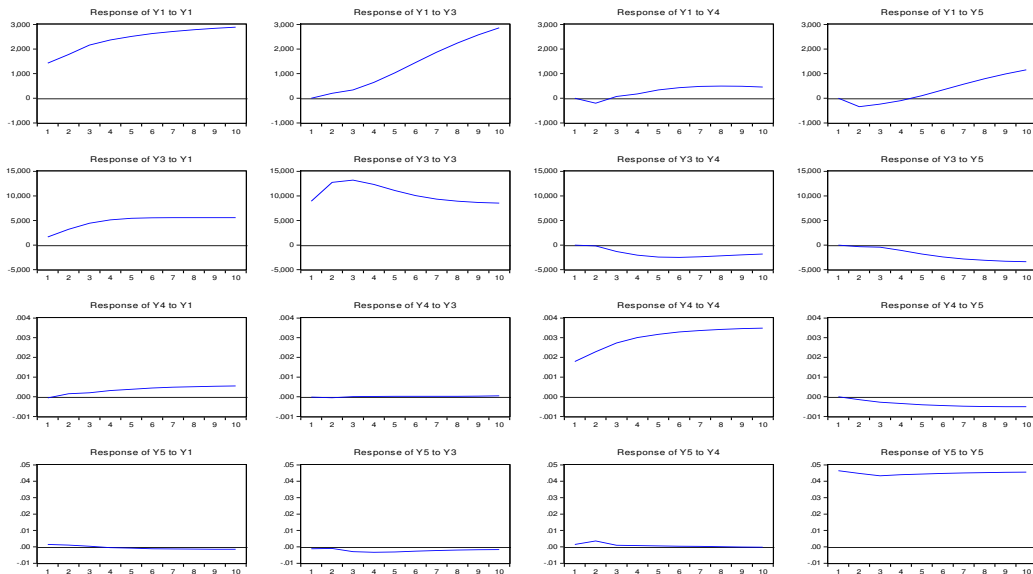 Response of Y1 to Y1
Response of Y1 to Y3
Response of Y1 to Y4
Response of Y1 to Y5
3,000 2,000 1,000 0 -1,000
3,000 2,000 1,000 0 -1,000
3,000 2,000 1,000 0 -1,000
3,000 2,000 1,000 0 -1,000
1 2 3 4 5 6 7 8 9 10
1 2 3 4 5 6 7 8 9 10
1 2 3 4 5 6 7 8 9 10
1 2 3 4 5 6 7 8 9 10
Response of Y3 to Y1
Response of Y3 to Y3
Response of Y3 to Y4
Response of Y3 to Y5
15,000 10,000 5,000 0 -5,000
15,000 10,000 5,000 0 -5,000
15,000 10,000 5,000 0 -5,000
15,000 10,000 5,000 0 -5,000
1 2 3 4 5 6 7 8 9 10
1 2 3 4 5 6 7 8 9 10
1 2 3 4 5 6 7 8 9 10
1 2 3 4 5 6 7 8 9 10
Response of Y4 to Y1
Response of Y4 to Y3
Response of Y4 to Y4
Response of Y4 to Y5
.004 .003 .002 .001 .000 -.001
.004 .003 .002 .001 .000 -.001
.004 .003 .002 .001 .000 -.001
.004 .003 .002 .001 .000 -.001
1 2 3 4 5 6 7 8 9 10
1 2 3 4 5 6 7 8 9 10
1 2 3 4 5 6 7 8 9 10
1 2 3 4 5 6 7 8 9 10
Response of Y5 to Y1
Response of Y5 to Y3
Response of Y5 to Y4
Response of Y5 to Y5
.05 .04 .03 .02 .01 .00 -.01
.05 .04 .03 .02 .01 .00 -.01
.05 .04 .03 .02 .01 .00 -.01
.05 .04 .03 .02 .01 .00 -.01
1 2 3 4 5 6 7 8 9 10
1 2 3 4 5 6 7 8 9 10
1 2 3 4 5 6 7 8 9 10
1 2 3 4 5 6 7 8 9 10